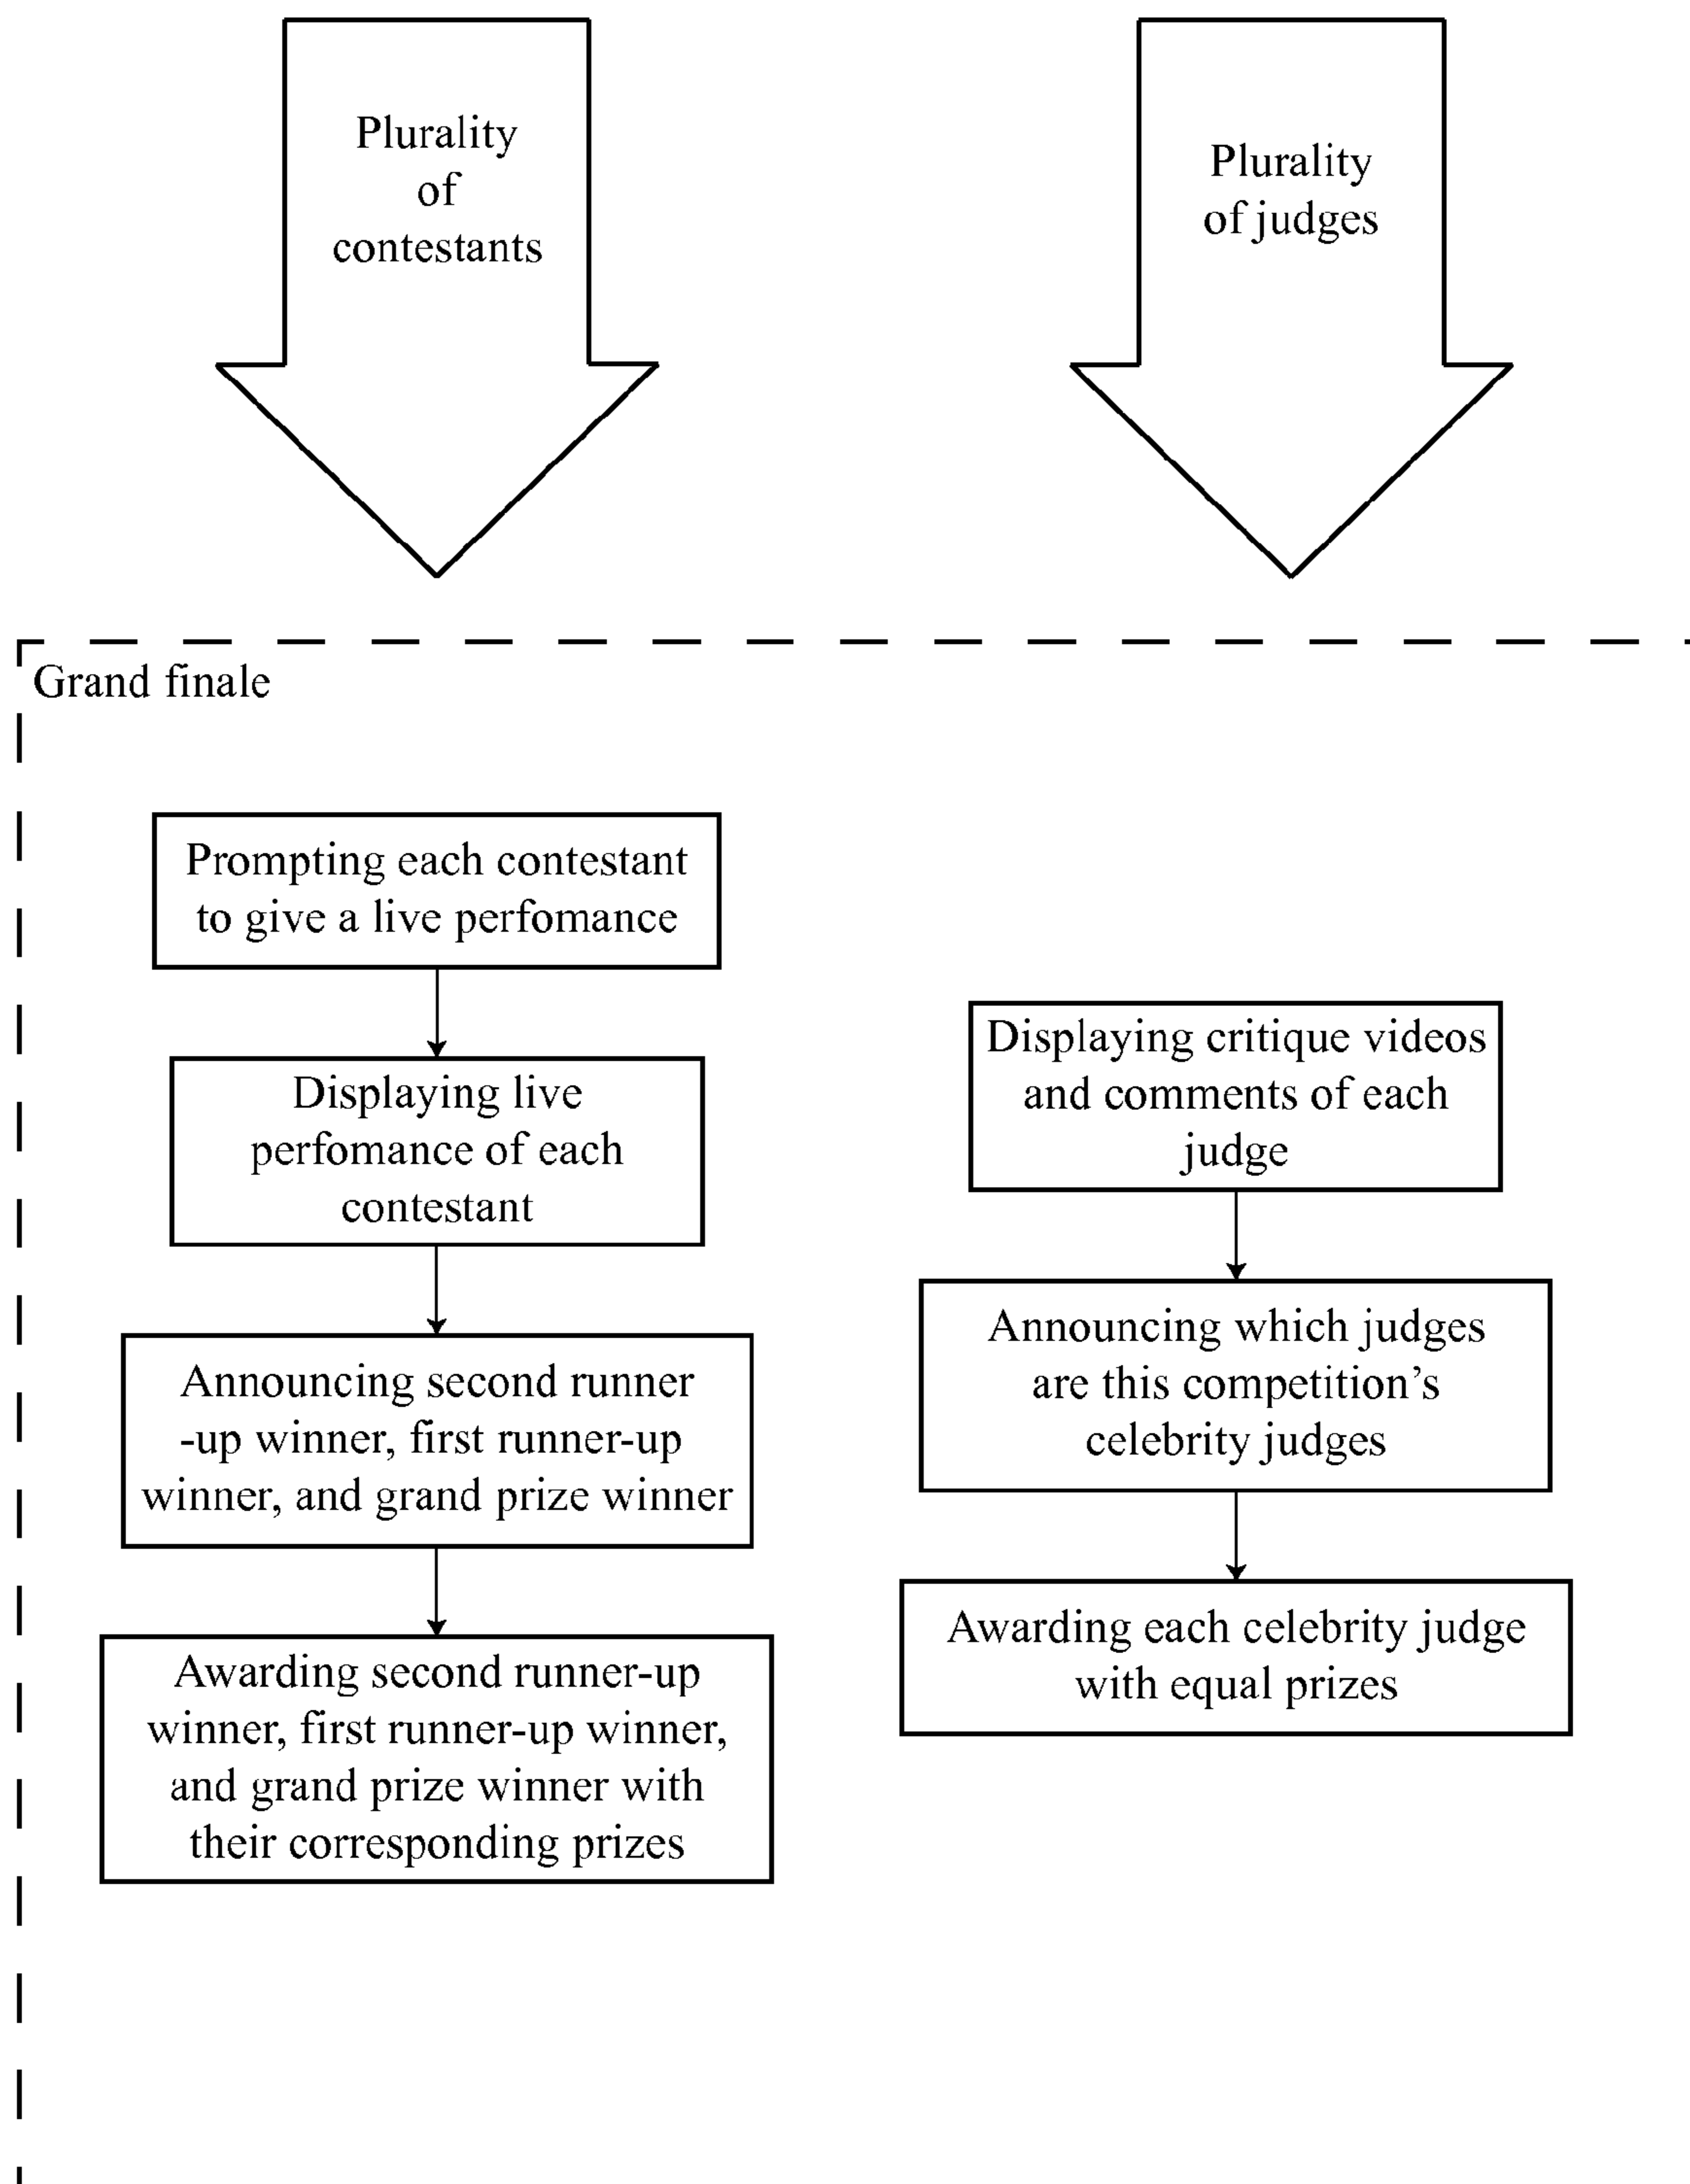 Plurality
of
contestants
Plurality
of judges
Grand finale
Prompting each contestant
to give a live perfomance
Displaying live
perfomance of each
contestant
Announcing second runner
-up winner, first runner-up
winner, and grand prize winner
Awarding second runner-up
winner, first runner-up winner,
and grand prize winner with
their corresponding prizes
Displaying critique videos
and comments of each
judge
Announcing which judges
are this competition’s
celebrity judges
Awarding each celebrity judge
with equal prizes